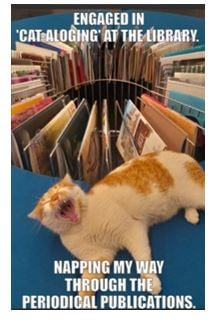 ENGAGED IN
'CAT-ALOGING' AT THE LIBRARY.
NAPPING MY WAY
THROUGH THE
PERIODICAL PUBLICATIONS.